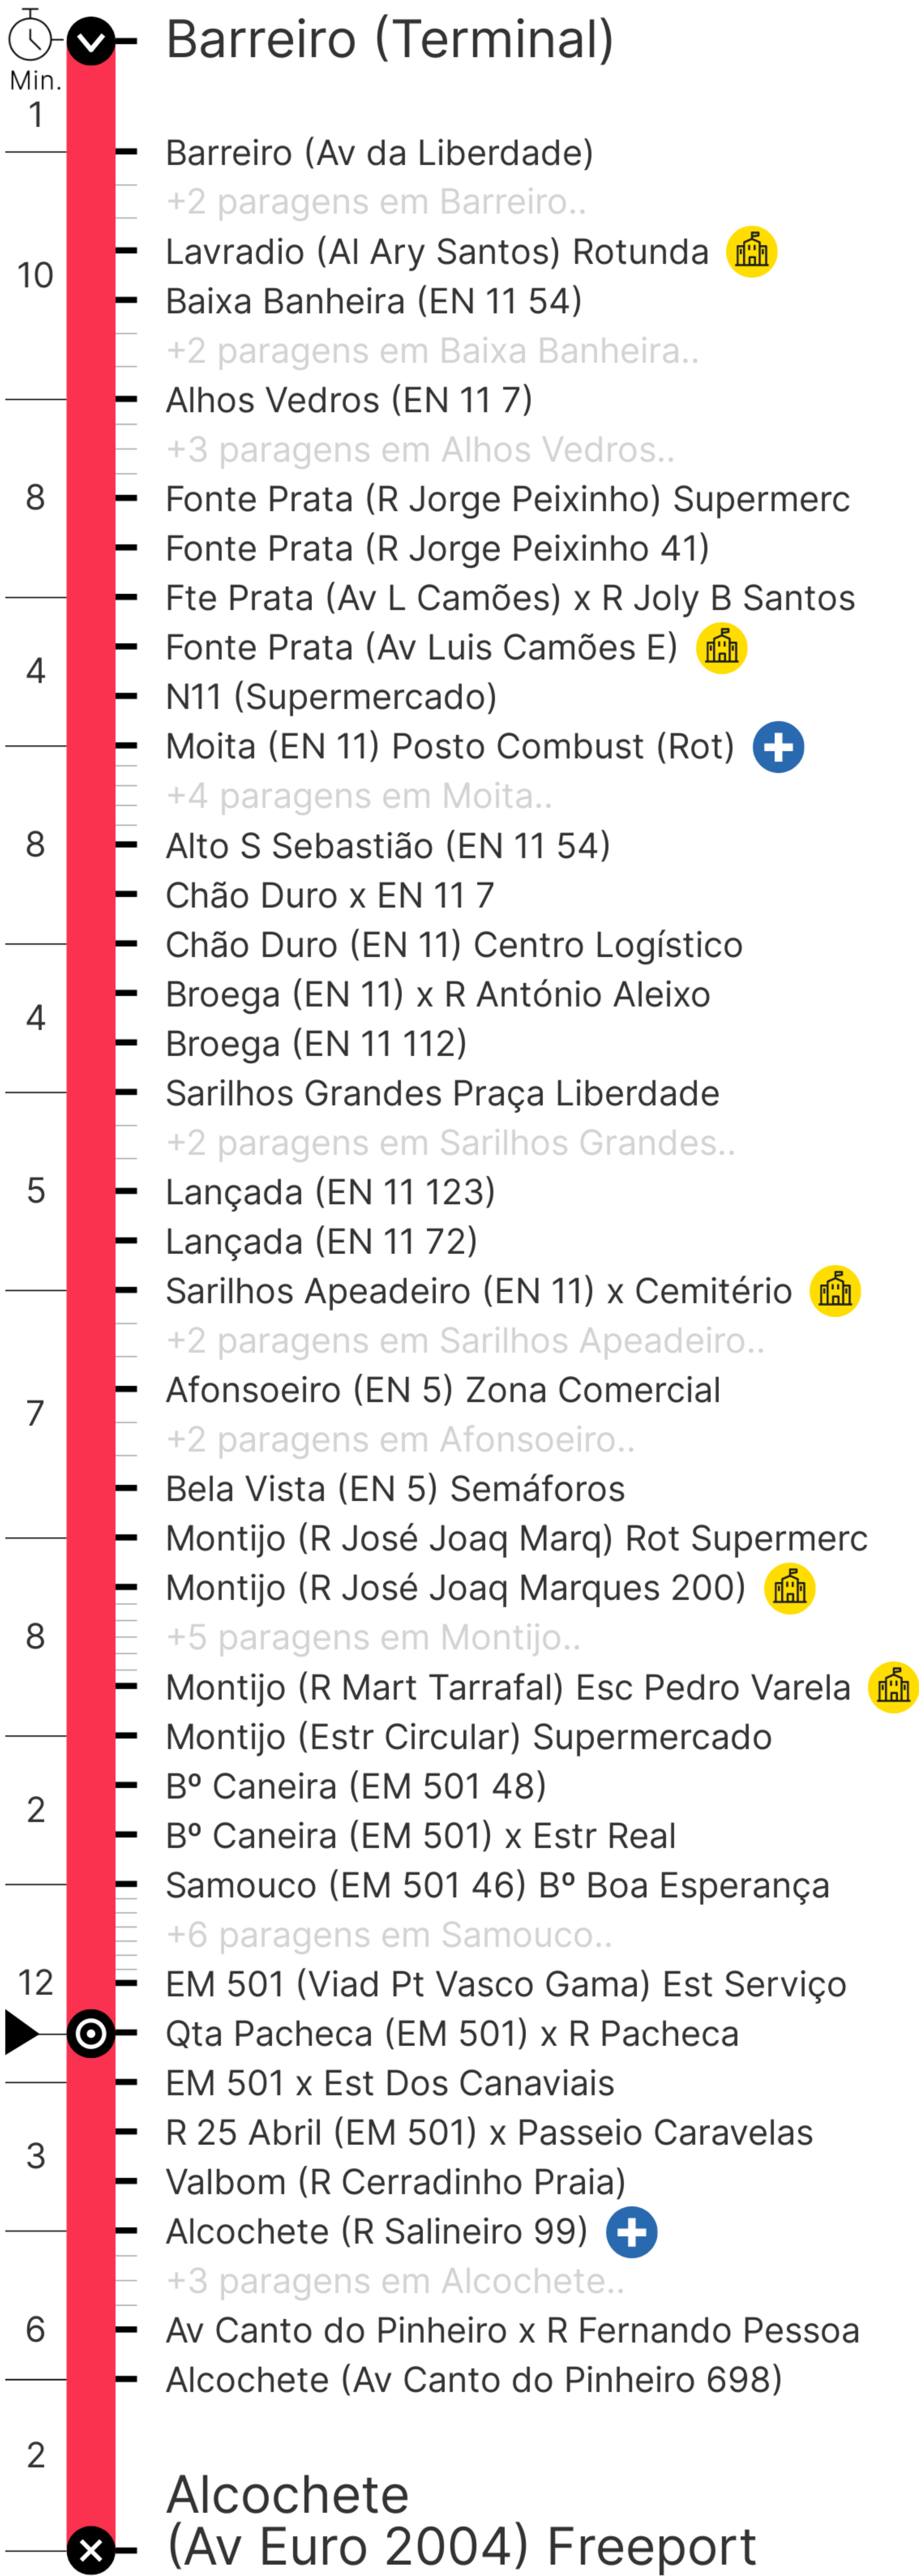 Min.
Barreiro (Terminal)
1
Barreiro (Av da Liberdade)
+2 paragens em Barreiro..
Lavradio (Al Ary Santos) Rotunda
10
Baixa Banheira (EN 11 54)
+2 paragens em Baixa Banheira..
Alhos Vedros (EN 11 7)
+3 paragens em Alhos Vedros..
8
Fonte Prata (R Jorge Peixinho) Supermerc
Fonte Prata (R Jorge Peixinho 41)
Fte Prata (Av L Camões) x R Joly B Santos
Fonte Prata (Av Luis Camões E)
4
N11 (Supermercado)
Moita (EN 11) Posto Combust (Rot)
+4 paragens em Moita..
8
Alto S Sebastião (EN 11 54)
Chão Duro x EN 11 7
Chão Duro (EN 11) Centro Logístico
Broega (EN 11) x R António Aleixo
4
Broega (EN 11 112)
Sarilhos Grandes Praça Liberdade
+2 paragens em Sarilhos Grandes..
5
Lançada (EN 11 123)
Lançada (EN 11 72)
Sarilhos Apeadeiro (EN 11) x Cemitério
+2 paragens em Sarilhos Apeadeiro..
Afonsoeiro (EN 5) Zona Comercial
7
+2 paragens em Afonsoeiro..
Bela Vista (EN 5) Semáforos
Montijo (R José Joaq Marq) Rot Supermerc
Montijo (R José Joaq Marques 200)
8
+5 paragens em Montijo..
Montijo (R Mart Tarrafal) Esc Pedro Varela
Montijo (Estr Circular) Supermercado
Bº Caneira (EM 501 48)
2
Bº Caneira (EM 501) x Estr Real
Samouco (EM 501 46) Bº Boa Esperança
+6 paragens em Samouco..
12
EM 501 (Viad Pt Vasco Gama) Est Serviço
Qta Pacheca (EM 501) x R Pacheca
EM 501 x Est Dos Canaviais
R 25 Abril (EM 501) x Passeio Caravelas
3
Valbom (R Cerradinho Praia)
Alcochete (R Salineiro 99)
+3 paragens em Alcochete..
6
Av Canto do Pinheiro x R Fernando Pessoa
Alcochete (Av Canto do Pinheiro 698)
2
Alcochete
(Av Euro 2004) Freeport